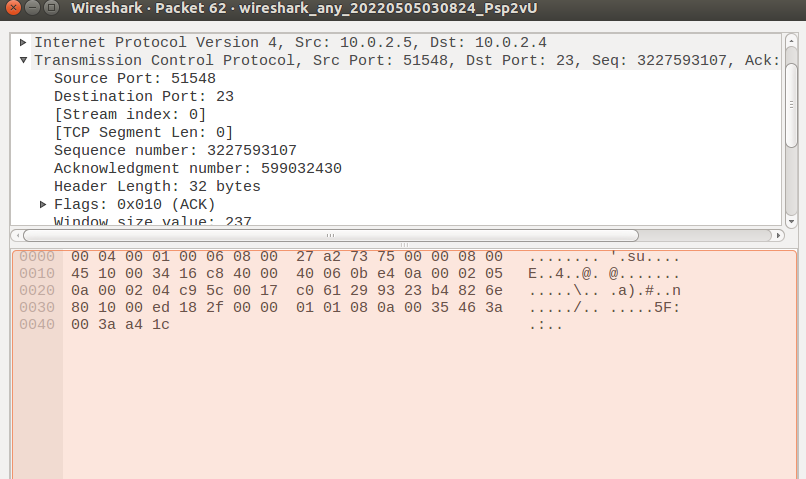 Wireshark · Packet 62 · wireshark_any_20220505030824_Psp2vU
Internet Protocol Version 4, Src: 10.0.2.5, Dst: 10.0.2.4
Transmission Control Protocol, Src Port: 51548, Dst Port: 23, Seq: 3227593107, Ack:
Source Port: 51548
Destination Port: 23
[Stream index: 0]
[TCP Segment Len: 0]
Sequence number: 3227593107
Acknowledgment number: 599032430
Header Length: 32 bytes
Flags: 0x010 (ACK)
Window size value: 237
0000 00 04 00 01 00 06 08 00 27 a2 73 75 00 00 08 00 ........ '.su....
0010 45 10 00 34 16 c8 40 00 40 06 0b e4 0a 00 02 05 E..4..@. @.......
0020 0a 00 02 04 c9 5c 00 17 c0 61 29 93 23 b4 82 6e .....\.. .a).#..n
0030 80 10 00 ed 18 2f 00 00 01 01 08 0a 00 35 46 3a ...../.. .....5F:
0040 00 3a a4 1c .:..